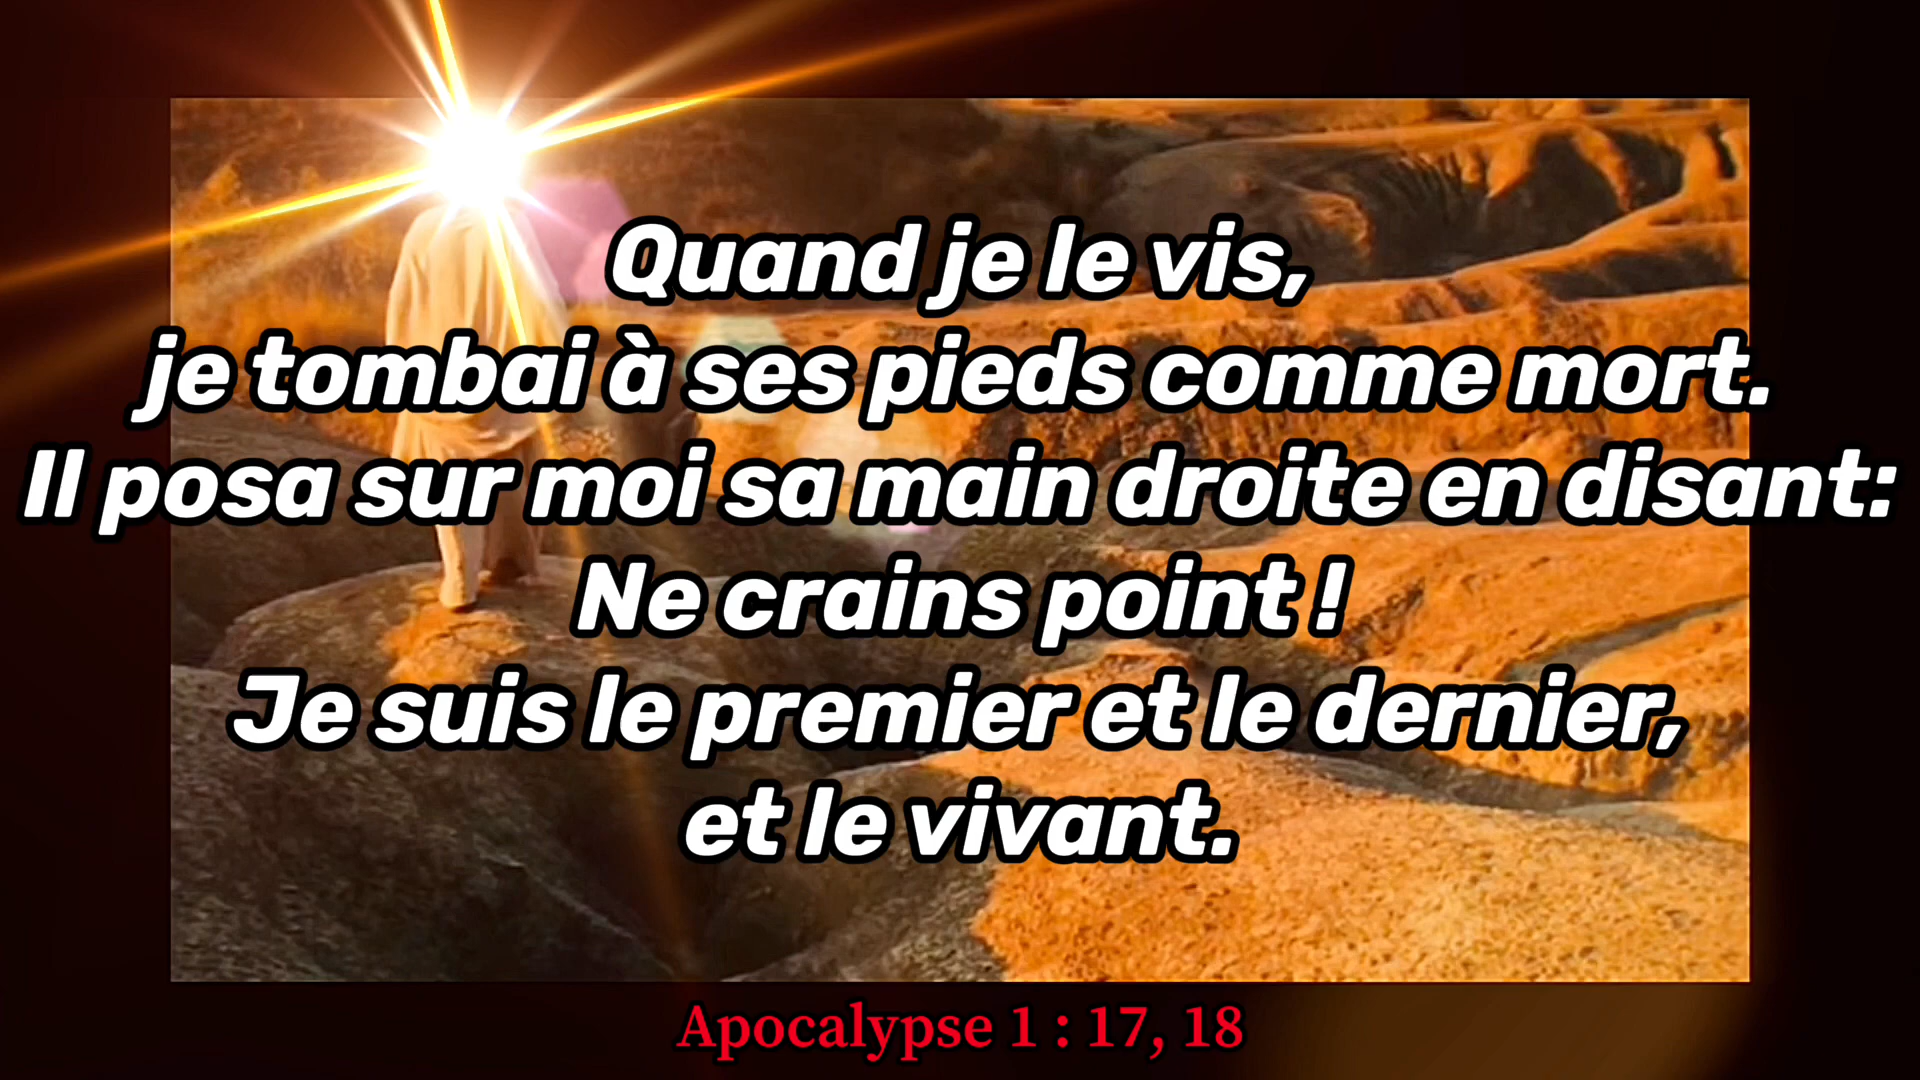 Quand je le vis,
je tombai à ses pieds comme mort.
Il posa sur moi sa main droite en disant:
Ne crains point !
Je suis le premier et le dernier,
et le vivant.
Apocalypse 1 : 17, 18